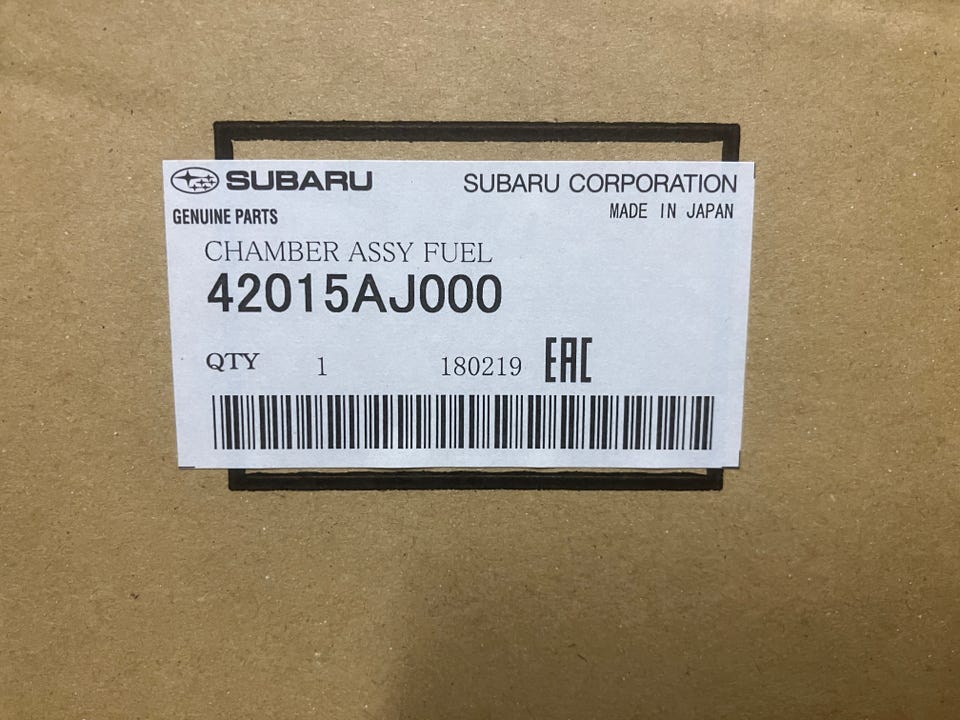 SUBARU SUBARU CORPORATION
GENUINE PARTS MADE IN JAPAN
CHAMBER ASSY FUEL
42015AJ000
QTY 1 180219 EAC